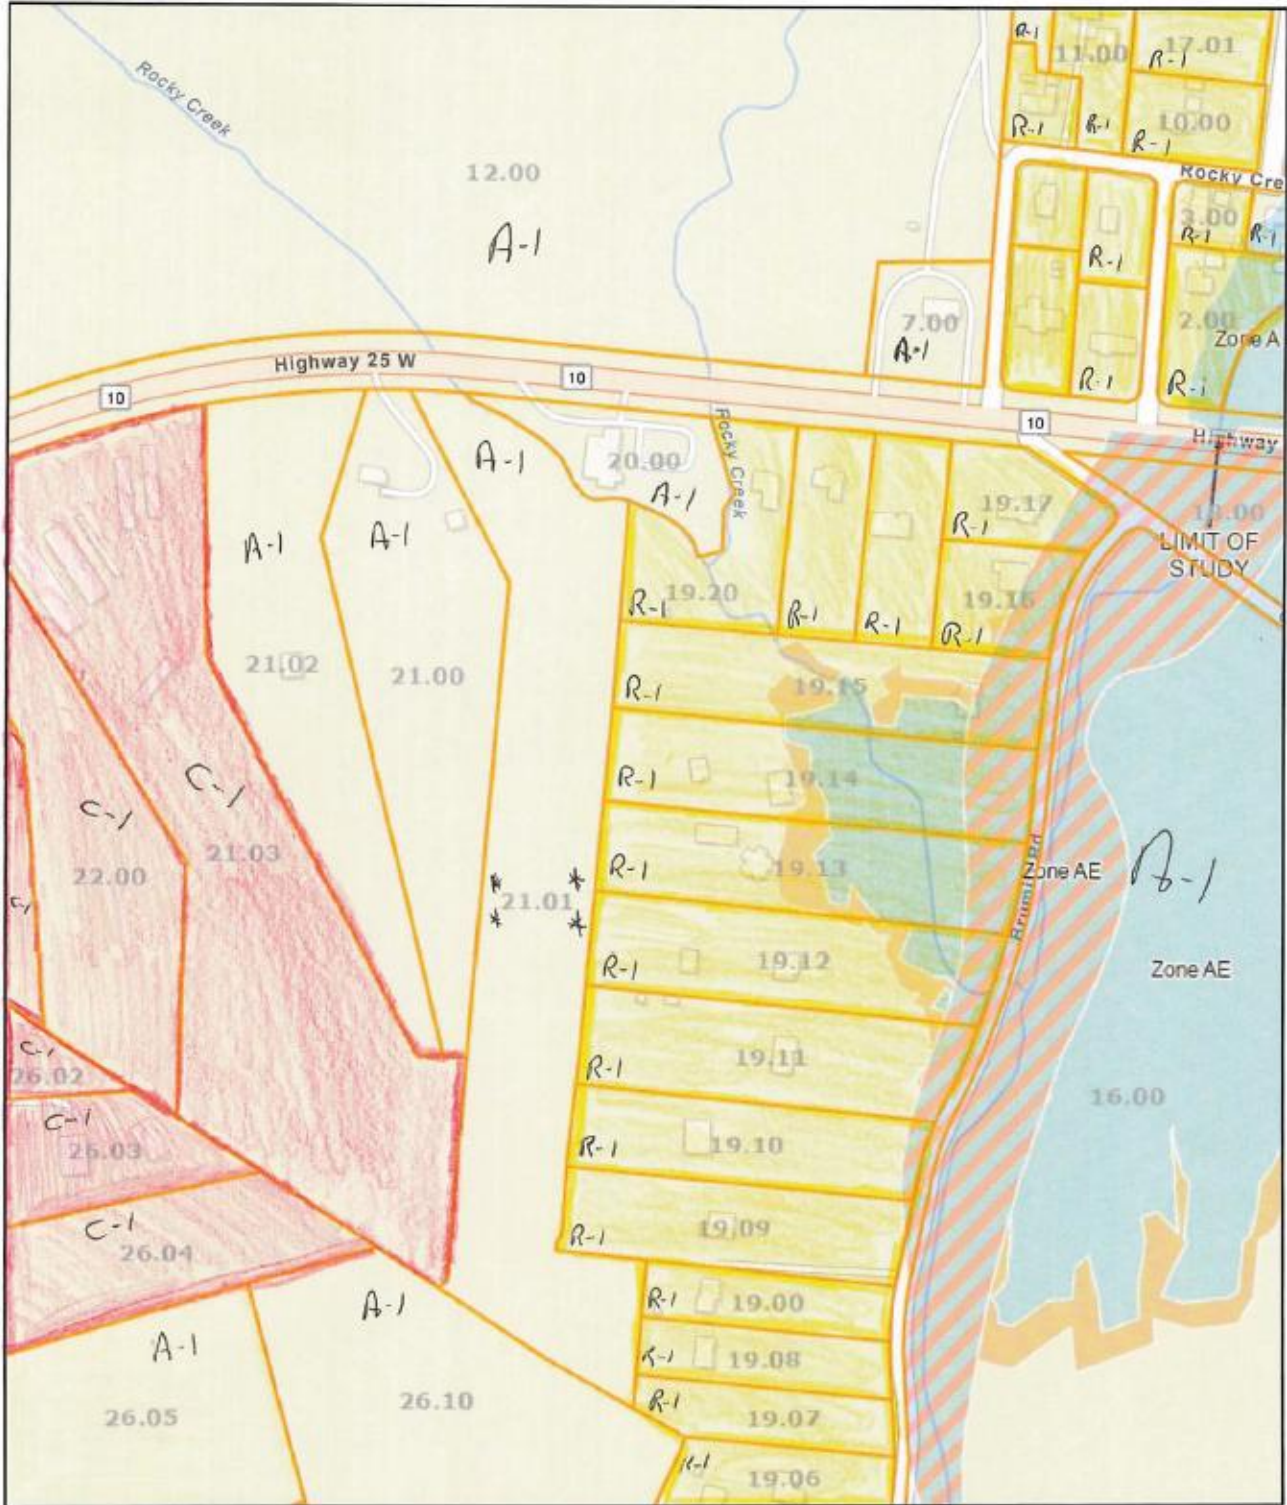 R-1
11.00
17.01
R-1
Rocky Creek
R-1
R-1
10.00
R-1
12.00
Rocky Cre
A-1
3.00
R-1
R-1
R-1
7.00
2.00
Zone A
A-1
Highway 25 W
10
R-1
R-1
10
10
Rocky Creek
Highway
A-1
20.00
A-1
19.17
R-1
LIMIT OF
STUDY
A-1
A-1
19.20
R-1
19.16
R-1
R-1
R-1
21.02
21.00
R-1
19.15
C-1
R-1
19.14
C-1
21.03
22.00
R-1
19.13
Zone AE
A-1
C-1
* *
21.01
* *
Brumit Rd
R-1
19.12
Zone AE
C-1
26.02
R-1
19.11
16.00
C-1
26.03
R-1
19.10
C-1
26.04
R-1
19.09
A-1
R-1
19.00
A-1
R-1
19.08
26.05
26.10
R-1
19.07
R-1
19.06